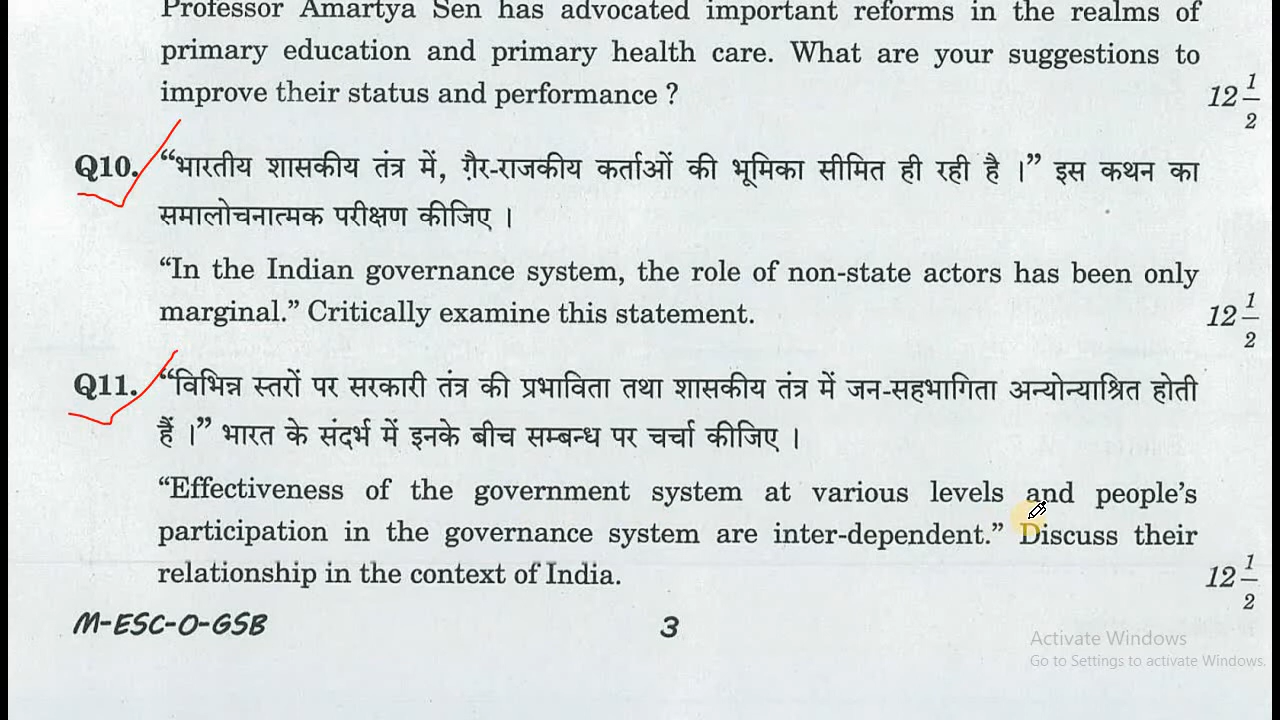 Professor Amartya Sen has advocated important reforms in the realms of
primary education and primary health care. What are your suggestions to
improve their status and performance ?
12 1/2
Q10. “भारतीय शासकीय तंत्र में, ग़ैर-राजकीय कर्ताओं की भूमिका सीमित ही रही है ।” इस कथन का
समालोचनात्मक परीक्षण कीजिए ।
“In the Indian governance system, the role of non-state actors has been only
marginal.” Critically examine this statement.
12 1/2
Q11. “विभिन्न स्तरों पर सरकारी तंत्र की प्रभाविता तथा शासकीय तंत्र में जन-सहभागिता अन्योन्याश्रित होती
हैं ।” भारत के संदर्भ में इनके बीच सम्बन्ध पर चर्चा कीजिए ।
“Effectiveness of the government system at various levels and people’s
participation in the governance system are inter-dependent.” Discuss their
relationship in the context of India.
12 1/2
M-ESC-O-GSB
3
Activate Windows
Go to Settings to activate Windows.